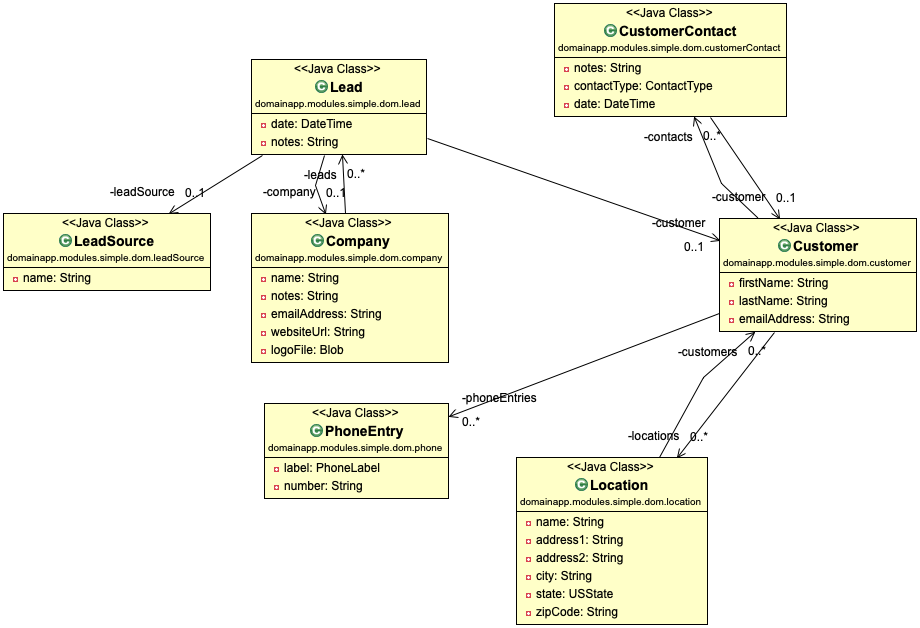 <<Java Class>>
CustomerContact
domainapp.modules.simple.dom.customerContact
notes: String
contactType: ContactType
date: DateTime
<<Java Class>>
Lead
domainapp.modules.simple.dom.lead
date: DateTime
notes: String
-contacts 0..*
-leads 0..*
-company 0..1
-leadSource 0..1
-customer 0..1
-customer
0..1
<<Java Class>>
LeadSource
domainapp.modules.simple.dom.leadSource
name: String
<<Java Class>>
Company
domainapp.modules.simple.dom.company
name: String
notes: String
emailAddress: String
websiteUrl: String
logoFile: Blob
<<Java Class>>
Customer
domainapp.modules.simple.dom.customer
firstName: String
lastName: String
emailAddress: String
-customers 0..*
-phoneEntries
0..*
-locations 0..*
<<Java Class>>
PhoneEntry
domainapp.modules.simple.dom.phone
label: PhoneLabel
number: String
<<Java Class>>
Location
domainapp.modules.simple.dom.location
name: String
address1: String
address2: String
city: String
state: USState
zipCode: String